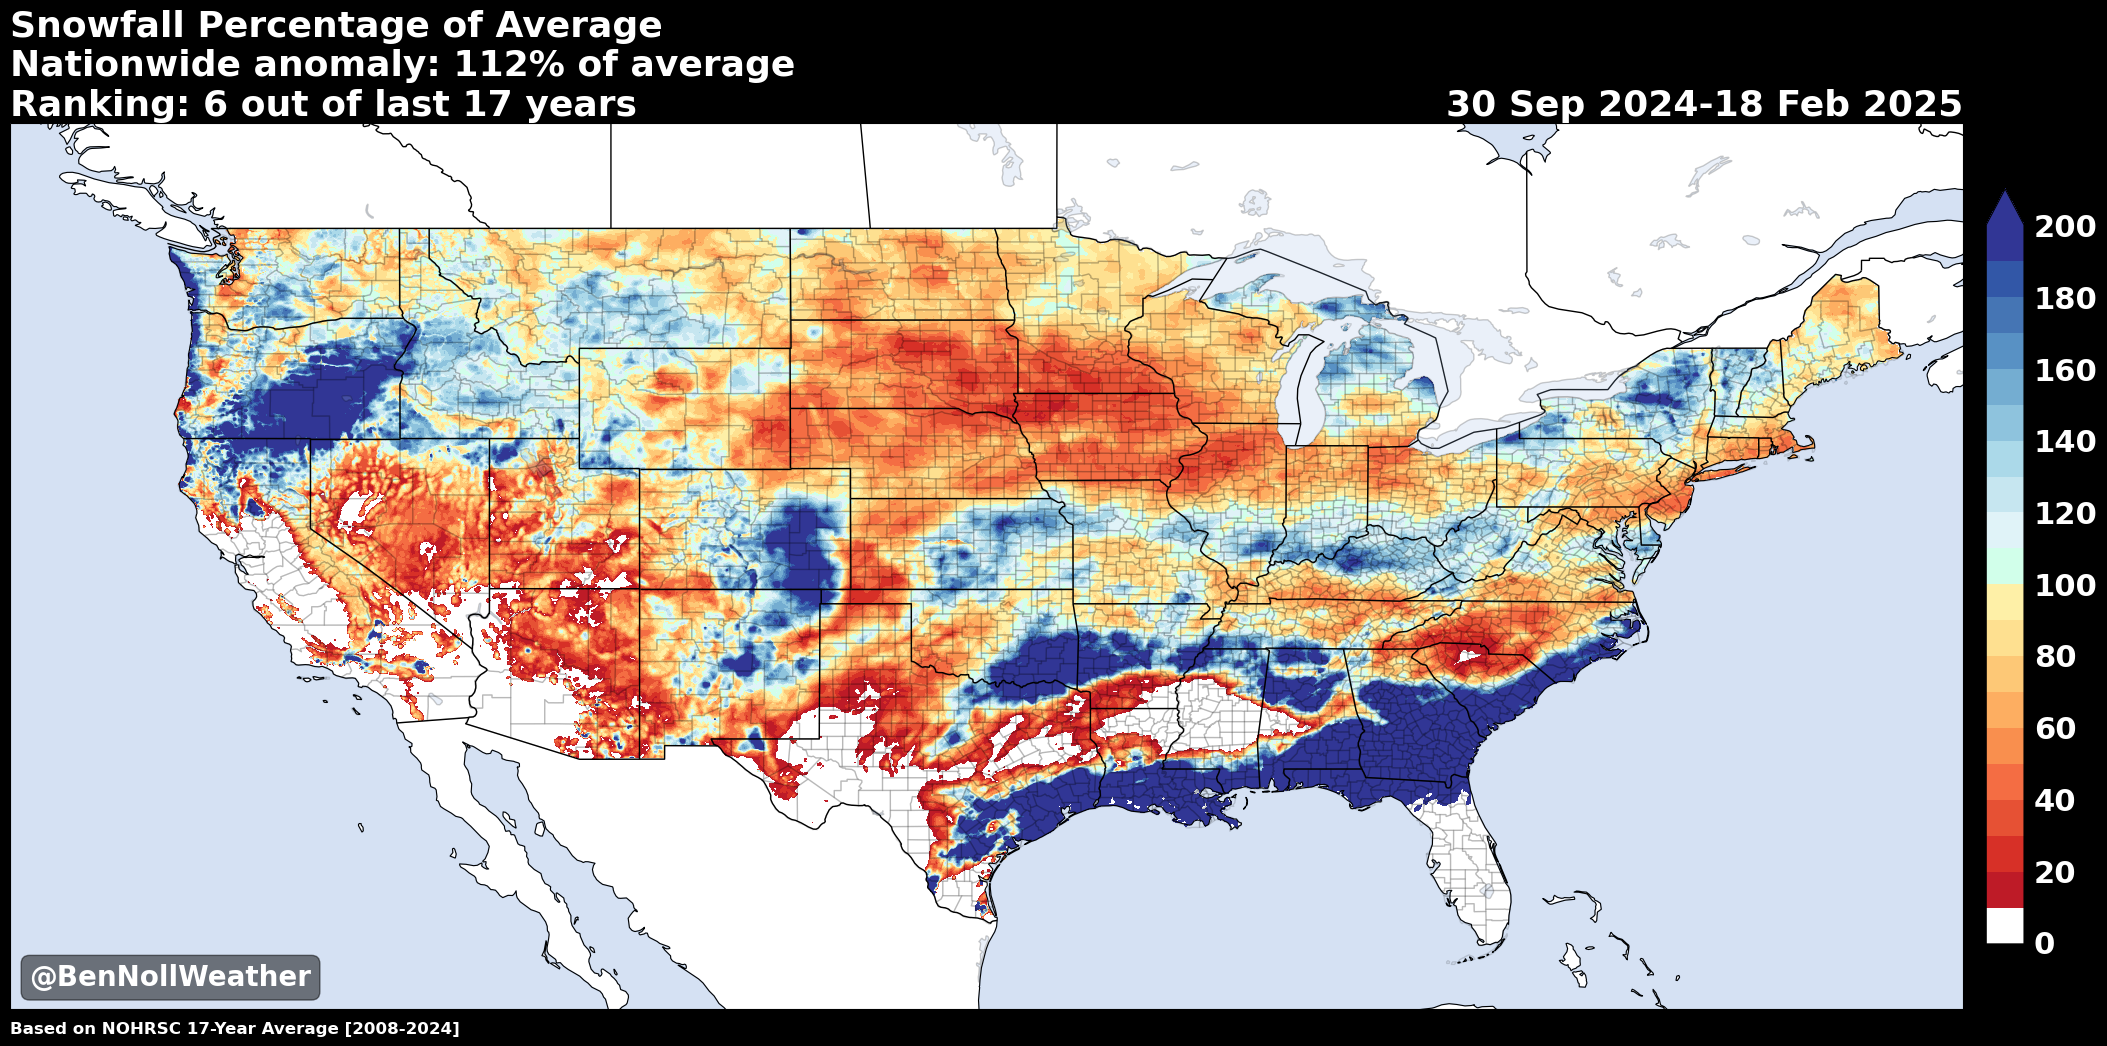 Snowfall Percentage of Average
Nationwide anomaly: 112% of average
Ranking: 6 out of last 17 years
30 Sep 2024-18 Feb 2025
200
180
160
140
120
100
80
60
40
20
0
@BenNollWeather
Based on NOHRSC 17-Year Average [2008-2024]